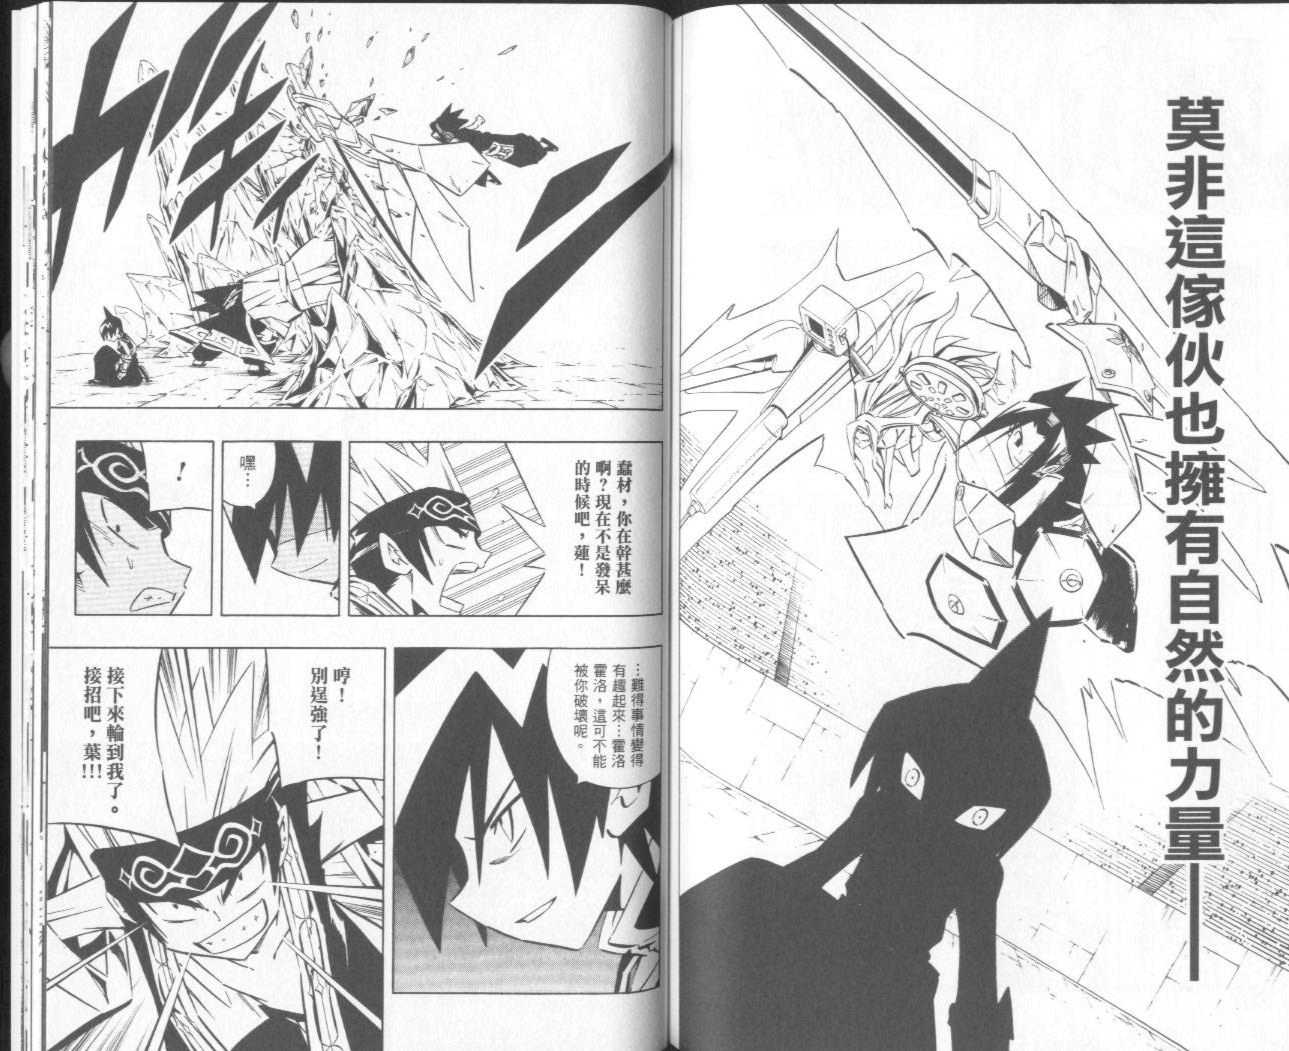 莫非這傢伙也擁有自然的力量——
蠢材，你在幹甚麼
啊？現在不是發呆
的時候吧，蓮！
嘿…
！
…難得事情變得
有趣起來…霍洛
霍洛，這可不能
被你破壞呢。
哼！
別逞強了！
接下來輪到我了。
接招吧，葉!!!